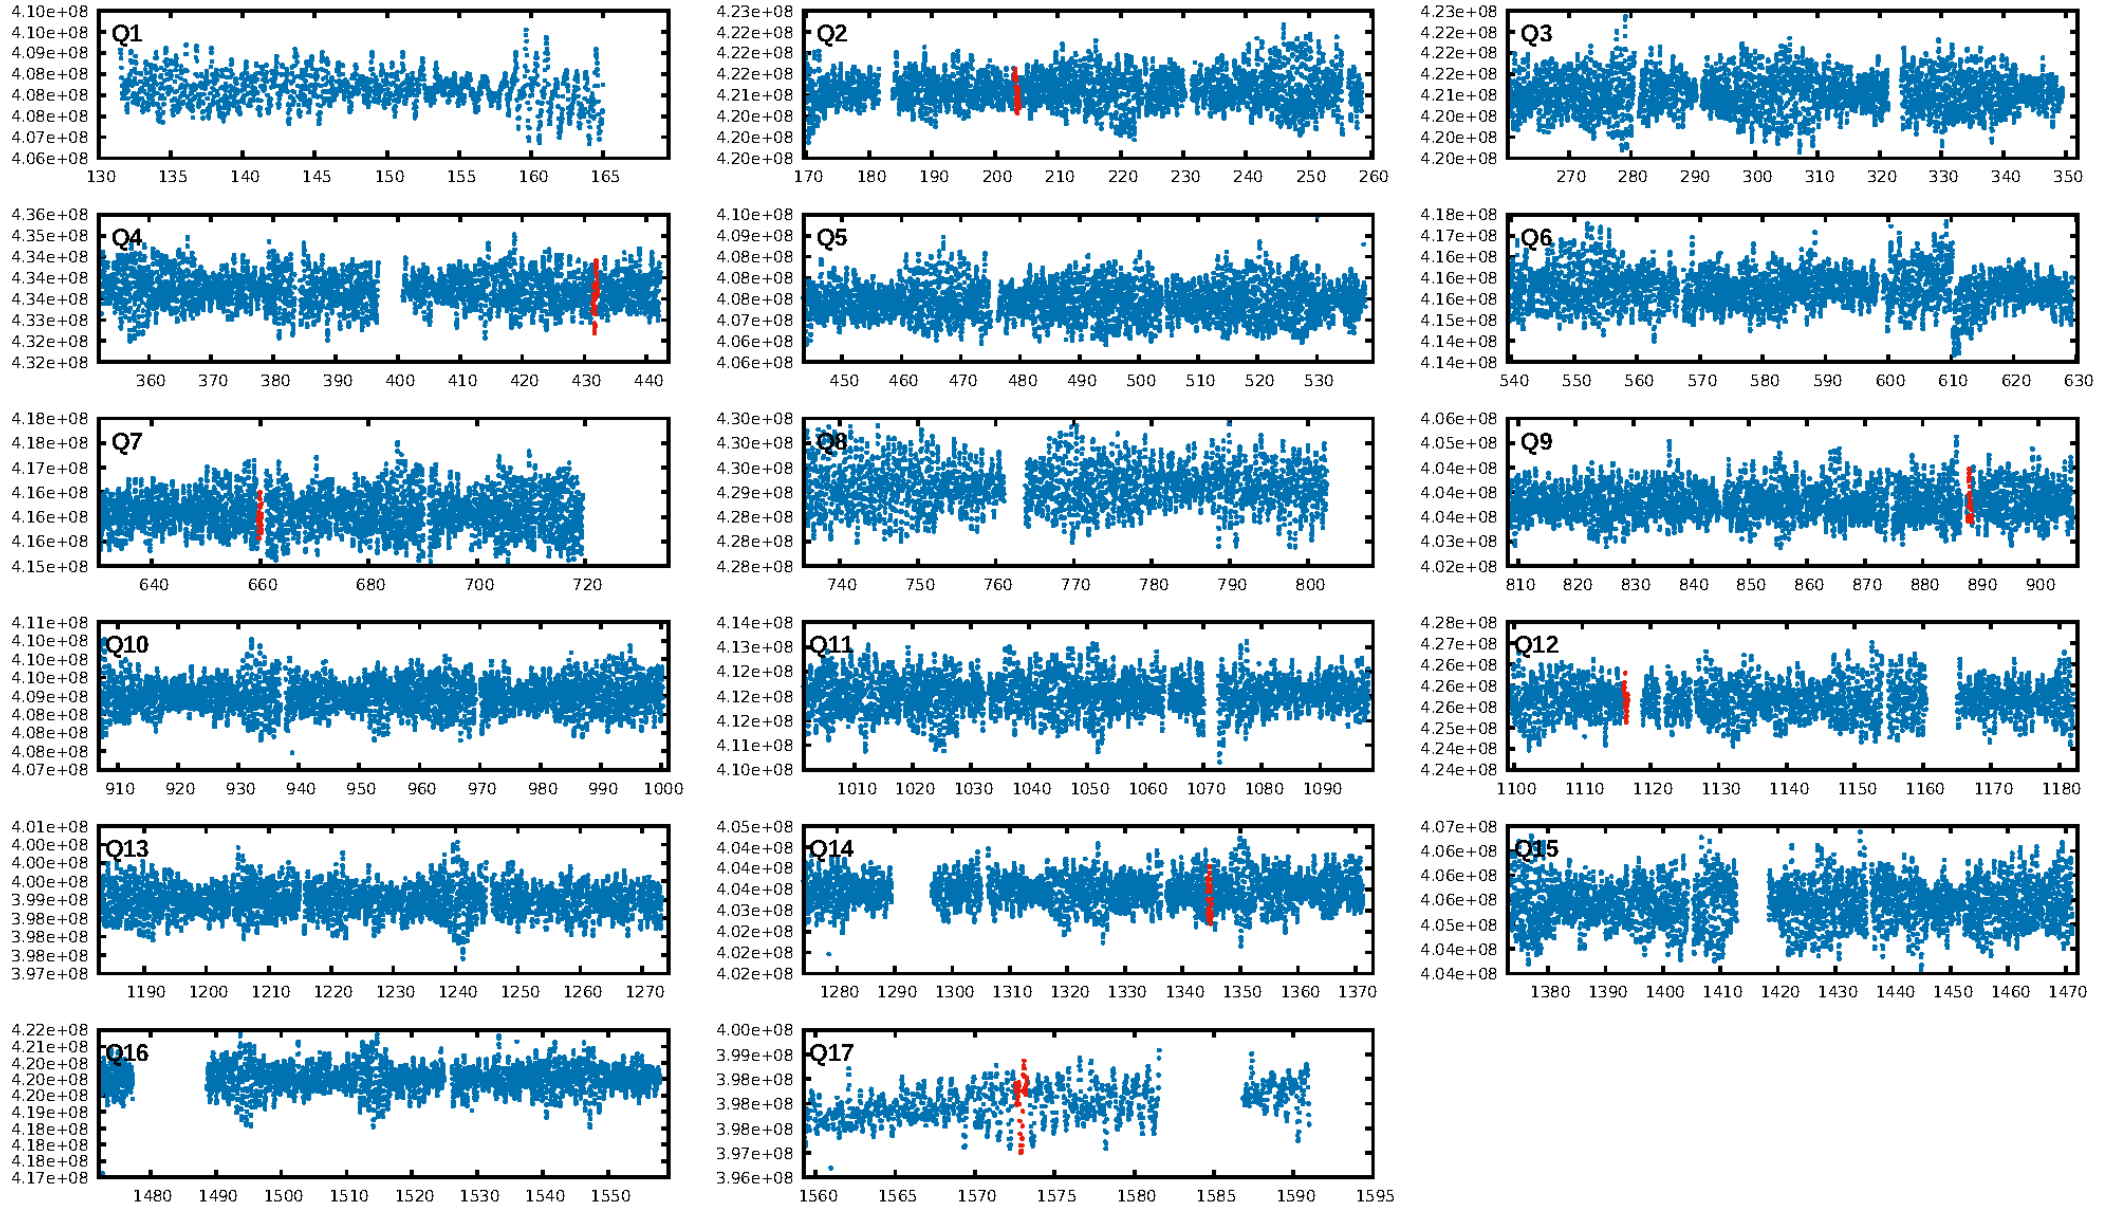 4.10e+08
4.10e+08
4.09e+08
4.08e+08
4.08e+08
4.08e+08
4.07e+08
4.06e+08
Q1
130 135 140 145 150 155 160 165
4.23e+08
4.22e+08
4.22e+08
4.22e+08
4.21e+08
4.20e+08
4.20e+08
4.20e+08
Q2
170 180 190 200 210 220 230 240 250 260
4.23e+08
4.22e+08
4.22e+08
4.22e+08
4.21e+08
4.20e+08
4.20e+08
4.20e+08
Q3
270 280 290 300 310 320 330 340 350
4.36e+08
4.35e+08
4.34e+08
4.34e+08
4.34e+08
4.33e+08
4.32e+08
4.32e+08
Q4
360 370 380 390 400 410 420 430 440
4.10e+08
4.09e+08
4.08e+08
4.08e+08
4.08e+08
4.07e+08
4.06e+08
4.06e+08
Q5
450 460 470 480 490 500 510 520 530
4.18e+08
4.17e+08
4.16e+08
4.16e+08
4.16e+08
4.15e+08
4.14e+08
4.14e+08
Q6
540 550 560 570 580 590 600 610 620 630
4.18e+08
4.18e+08
4.17e+08
4.16e+08
4.16e+08
4.16e+08
4.15e+08
Q7
640 660 680 700 720
4.30e+08
4.30e+08
4.30e+08
4.29e+08
4.28e+08
4.28e+08
4.28e+08
Q8
740 750 760 770 780 790 800
4.06e+08
4.05e+08
4.04e+08
4.04e+08
4.04e+08
4.03e+08
4.02e+08
Q9
810 820 830 840 850 860 870 880 890 900
4.11e+08
4.10e+08
4.10e+08
4.10e+08
4.09e+08
4.08e+08
4.08e+08
4.08e+08
4.07e+08
Q10
910 920 930 940 950 960 970 980 990 1000
4.14e+08
4.13e+08
4.12e+08
4.12e+08
4.12e+08
4.11e+08
4.10e+08
Q11
1010 1020 1030 1040 1050 1060 1070 1080 1090
4.28e+08
4.27e+08
4.26e+08
4.26e+08
4.26e+08
4.25e+08
4.24e+08
4.24e+08
Q12
1100 1110 1120 1130 1140 1150 1160 1170 1180
4.01e+08
4.00e+08
4.00e+08
4.00e+08
3.99e+08
3.98e+08
3.98e+08
3.98e+08
3.97e+08
Q13
1190 1200 1210 1220 1230 1240 1250 1260 1270
4.05e+08
4.04e+08
4.04e+08
4.04e+08
4.03e+08
4.02e+08
4.02e+08
4.02e+08
Q14
1280 1290 1300 1310 1320 1330 1340 1350 1360 1370
4.07e+08
4.06e+08
4.06e+08
4.06e+08
4.05e+08
4.04e+08
4.04e+08
Q15
1380 1390 1400 1410 1420 1430 1440 1450 1460 1470
4.22e+08
4.21e+08
4.20e+08
4.20e+08
4.20e+08
4.19e+08
4.18e+08
4.18e+08
4.18e+08
4.17e+08
Q16
1480 1490 1500 1510 1520 1530 1540 1550
4.00e+08
3.99e+08
3.98e+08
3.98e+08
3.98e+08
3.97e+08
3.96e+08
Q17
1560 1565 1570 1575 1580 1585 1590 1595